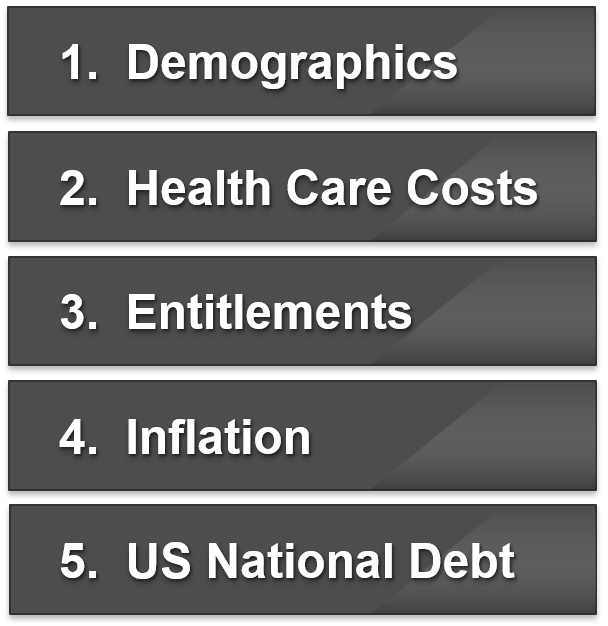 1. Demographics
2. Health Care Costs
3. Entitlements
4. Inflation
5. US National Debt